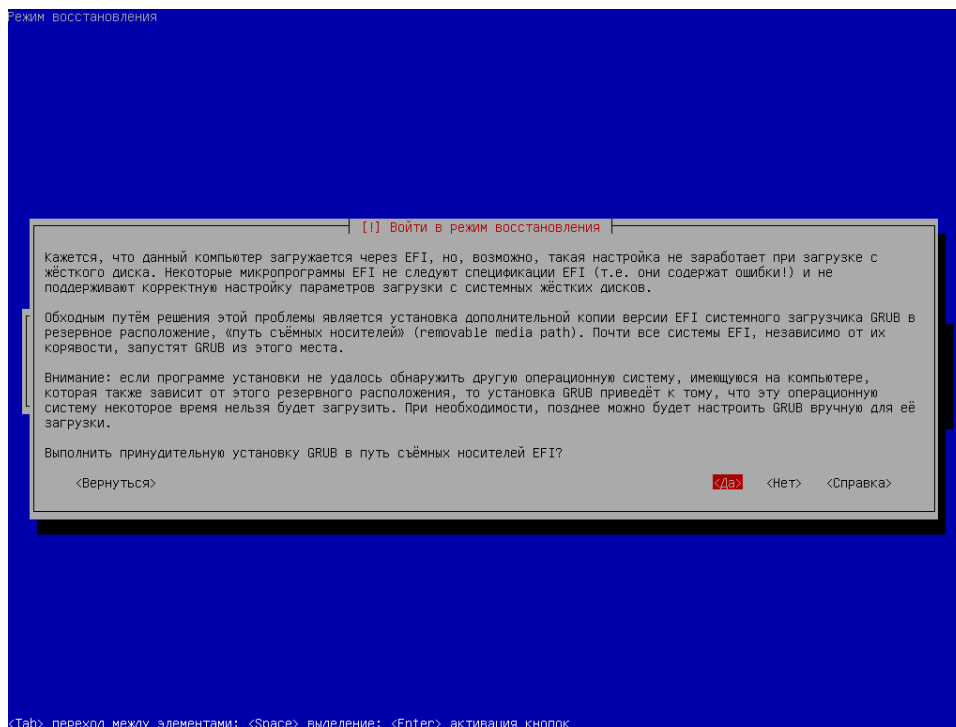 Режим восстановления
[!] Войти в режим восстановления
Кажется, что данный компьютер загружается через EFI, но, возможно, такая настройка не заработает при загрузке с
жёсткого диска. Некоторые микропрограммы EFI не следуют спецификации EFI (т.е. они содержат ошибки!) и не
поддерживают корректную настройку параметров загрузки с системных жёстких дисков.
Обходным путём решения этой проблемы является установка дополнительной копии версии EFI системного загрузчика GRUB в
резервное расположение, «путь съёмных носителей» (removable media path). Почти все системы EFI, независимо от их
корявости, запустят GRUB из этого места.
Внимание: если программе установки не удалось обнаружить другую операционную систему, имеющуюся на компьютере,
которая также зависит от этого резервного расположения, то установка GRUB приведёт к тому, что эту операционную
систему некоторое время нельзя будет загрузить. При необходимости, позднее можно будет настроить GRUB вручную для её
загрузки.
Выполнить принудительную установку GRUB в путь съёмных носителей EFI?
<Вернуться> <Да> <Нет> <Справка>
<Tab> переход между элементами; <Space> выделение; <Enter> активация кнопок